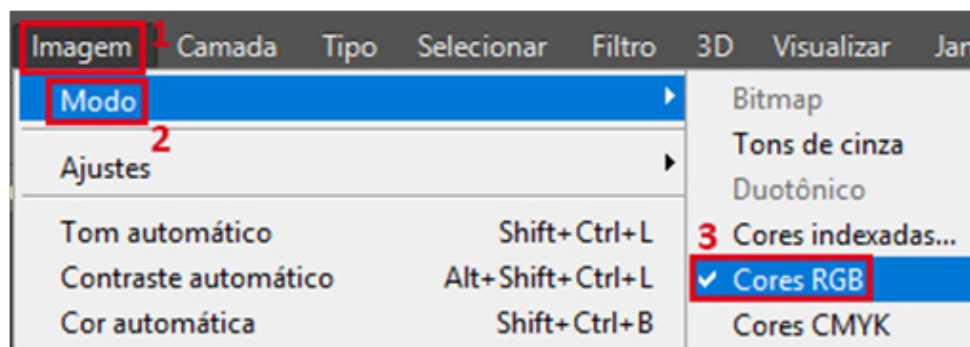 Imagem 1 Camada Tipo Selecionar Filtro 3D Visualizar
Modo
2
Ajustes
Tom automático Shift+Ctrl+L
Contraste automático Alt+Shift+Ctrl+L
Cor automática Shift+Ctrl+B
Bitmap
Tons de cinza
Duotônico
3 Cores indexadas...
Cores RGB
Cores CMYK